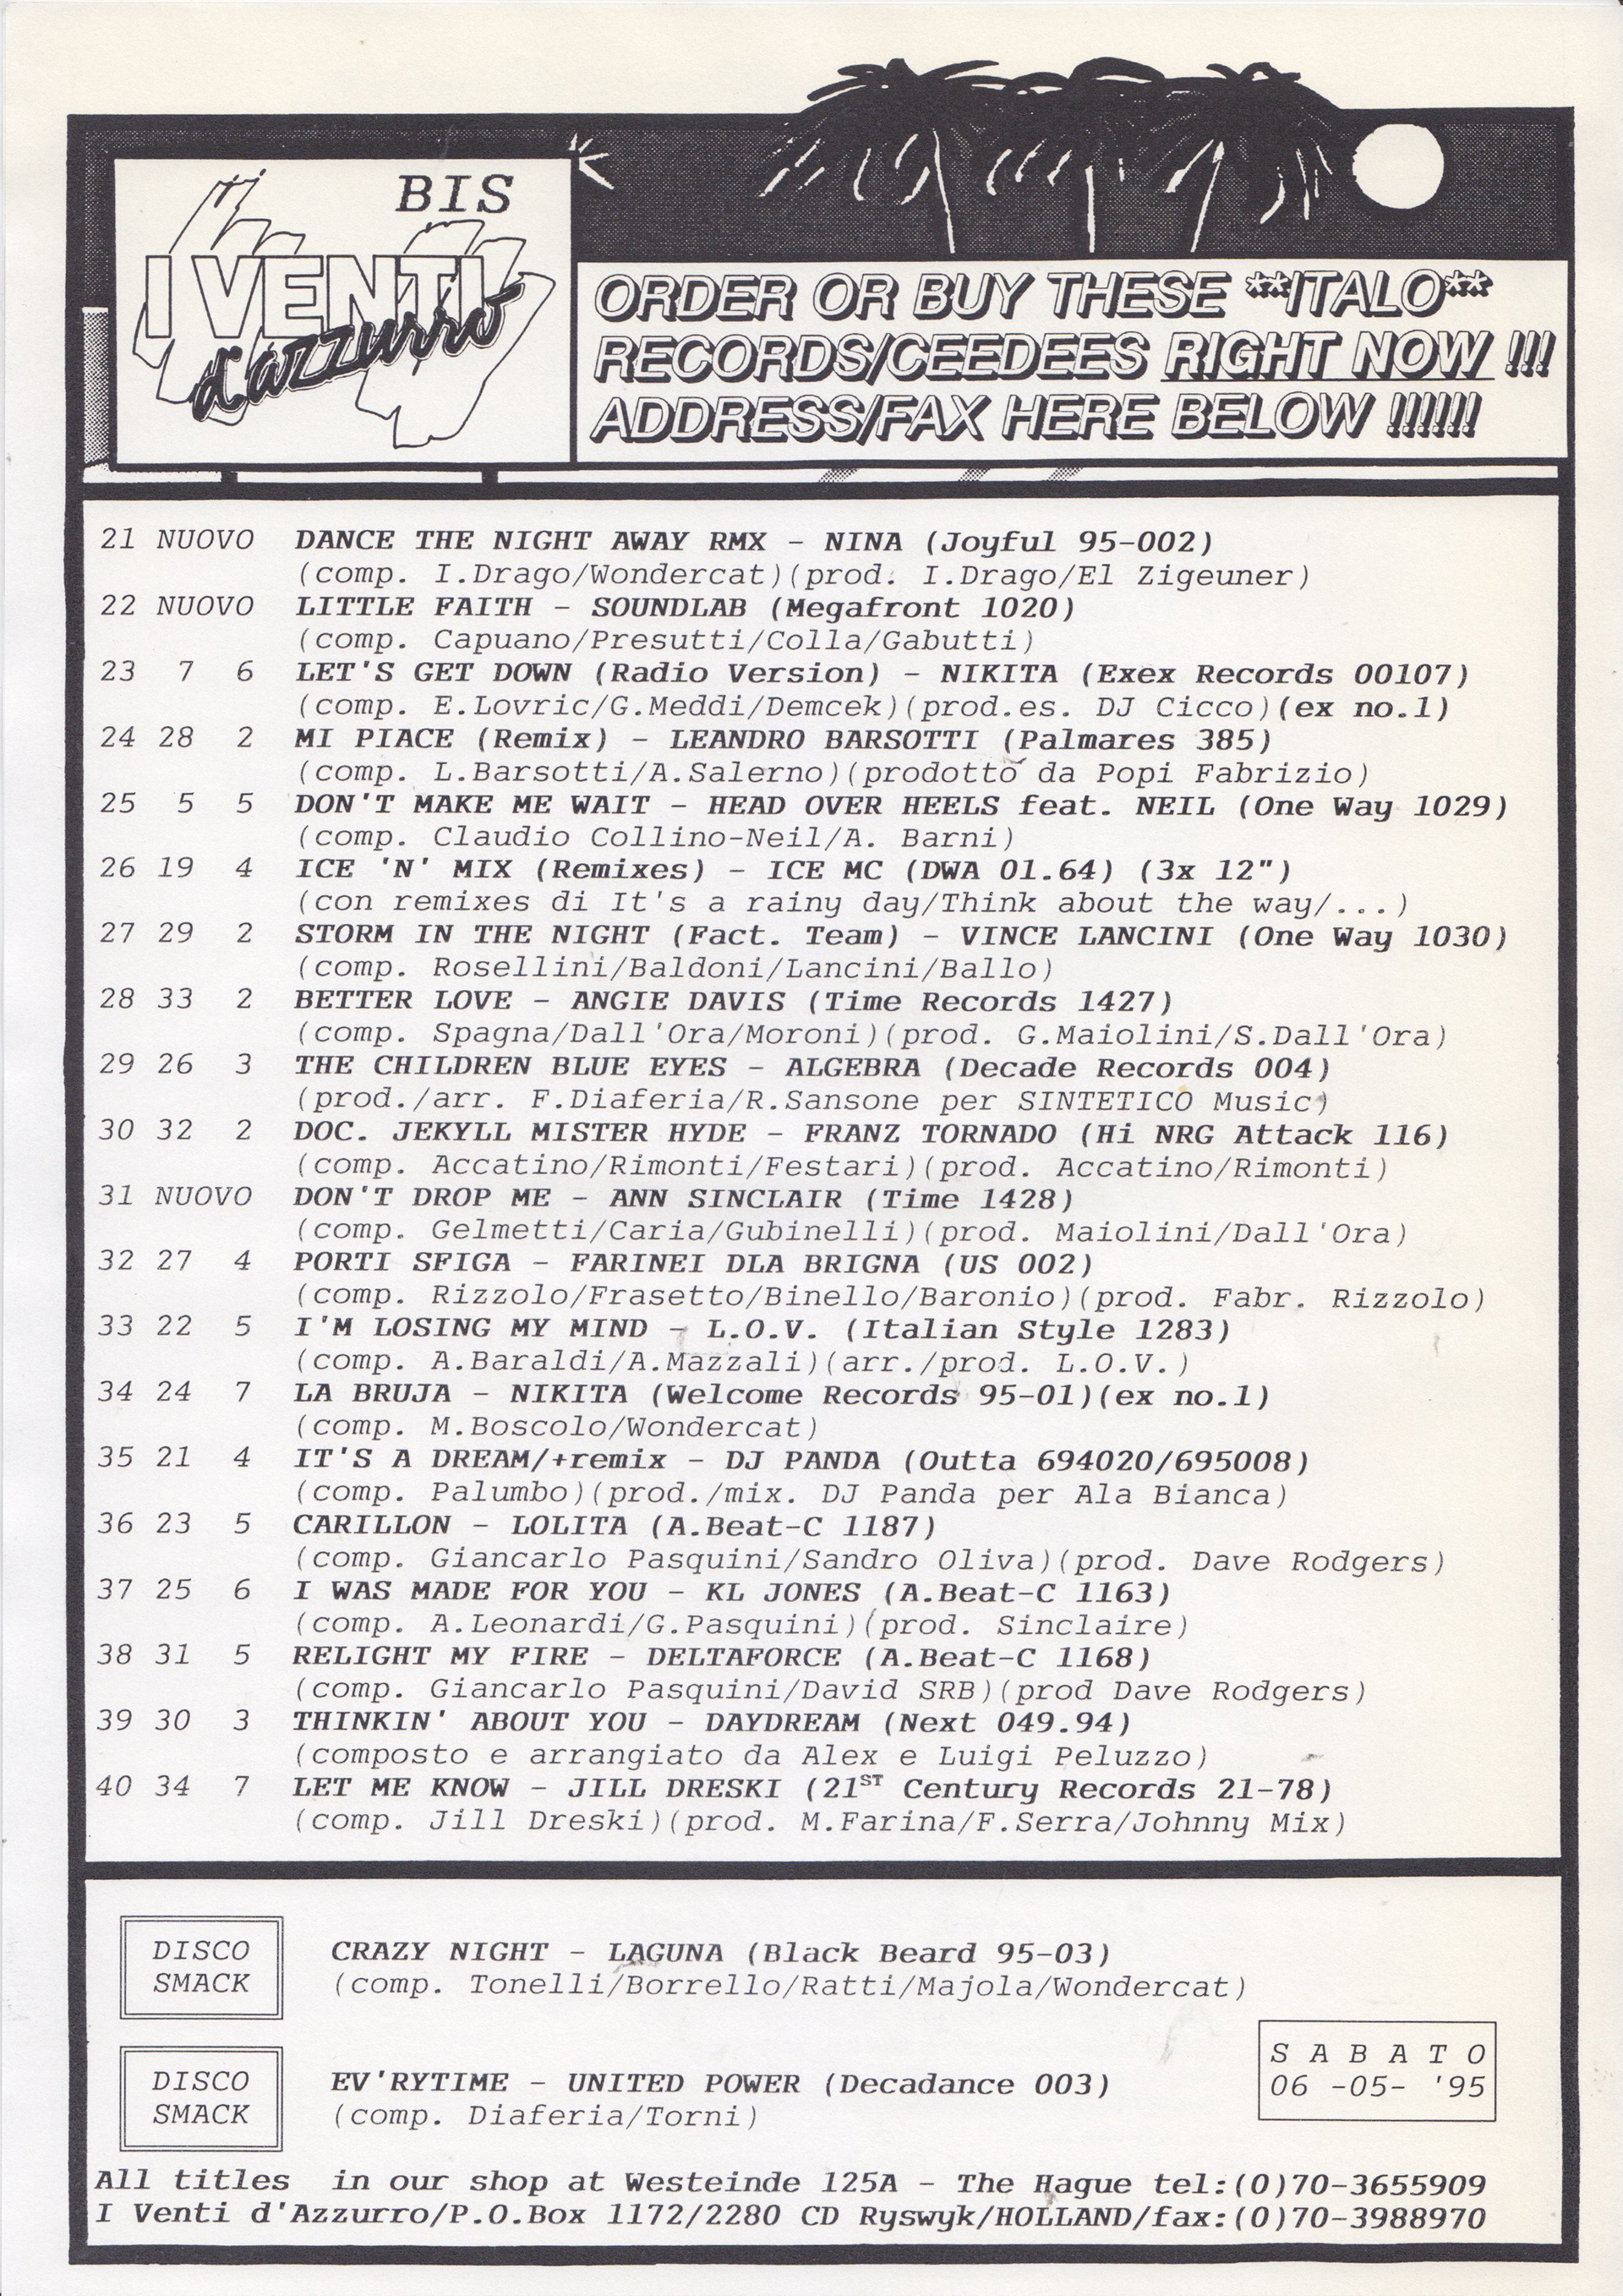 BIS
I VENTI
d'azzurro
ORDER OR BUY THESE **ITALO**
RECORDS/CEEDEES RIGHT NOW !!!
ADDRESS/FAX HERE BELOW !!!!!!
21 NUOVO DANCE THE NIGHT AWAY RMX - NINA (Joyful 95-002)
(comp. I.Drago/Wondercat)(prod. I.Drago/El Zigeuner)
22 NUOVO LITTLE FAITH - SOUNDLAB (Megafront 1020)
(comp. Capuano/Presutti/Colla/Gabutti)
23 7 6 LET'S GET DOWN (Radio Version) - NIKITA (Exex Records 00107)
(comp. E.Lovric/G.Meddi/Demcek)(prod.es. DJ Cicco)(ex no.1)
24 28 2 MI PIACE (Remix) - LEANDRO BARSOTTI (Palmares 385)
(comp. L.Barsotti/A.Salerno)(prodotto da Popi Fabrizio)
25 5 5 DON'T MAKE ME WAIT - HEAD OVER HEELS feat. NEIL (One Way 1029)
(comp. Claudio Collino-Neil/A. Barni)
26 19 4 ICE 'N' MIX (Remixes) - ICE MC (DWA 01.64) (3x 12")
(con remixes di It's a rainy day/Think about the way/...)
27 29 2 STORM IN THE NIGHT (Fact. Team) - VINCE LANCINI (One Way 1030)
(comp. Rosellini/Baldoni/Lancini/Ballo)
28 33 2 BETTER LOVE - ANGIE DAVIS (Time Records 1427)
(comp. Spagna/Dall'Ora/Moroni)(prod. G.Maiolini/S.Dall'Ora)
29 26 3 THE CHILDREN BLUE EYES - ALGEBRA (Decade Records 004)
(prod./arr. F.Diaferia/R.Sansone per SINTETICO Music)
30 32 2 DOC. JEKYLL MISTER HYDE - FRANZ TORNADO (Hi NRG Attack 116)
(comp. Accatino/Rimonti/Festari)(prod. Accatino/Rimonti)
31 NUOVO DON'T DROP ME - ANN SINCLAIR (Time 1428)
(comp. Gelmetti/Caria/Gubinelli)(prod. Maiolini/Dall'Ora)
32 27 4 PORTI SFIGA - FARINEI DLA BRIGNA (US 002)
(comp. Rizzolo/Frasetto/Binello/Baronio)(prod. Fabr. Rizzolo)
33 22 5 I'M LOSING MY MIND - L.O.V. (Italian Style 1283)
(comp. A.Baraldi/A.Mazzali)(arr./prod. L.O.V.)
34 24 7 LA BRUJA - NIKITA (Welcome Records 95-01)(ex no.1)
(comp. M.Boscolo/Wondercat)
35 21 4 IT'S A DREAM/+remix - DJ PANDA (Outta 694020/695008)
(comp. Palumbo)(prod./mix. DJ Panda per Ala Bianca)
36 23 5 CARILLON - LOLITA (A.Beat-C 1187)
(comp. Giancarlo Pasquini/Sandro Oliva)(prod. Dave Rodgers)
37 25 6 I WAS MADE FOR YOU - KL JONES (A.Beat-C 1163)
(comp. A.Leonardi/G.Pasquini)(prod. Sinclaire)
38 31 5 RELIGHT MY FIRE - DELTAFORCE (A.Beat-C 1168)
(comp. Giancarlo Pasquini/David SRB)(prod Dave Rodgers)
39 30 3 THINKIN' ABOUT YOU - DAYDREAM (Next 049.94)
(composto e arrangiato da Alex e Luigi Peluzzo)
40 34 7 LET ME KNOW - JILL DRESKI (21ST Century Records 21-78)
(comp. Jill Dreski)(prod. M.Farina/F.Serra/Johnny Mix)
DISCO
SMACK
CRAZY NIGHT - LAGUNA (Black Beard 95-03)
(comp. Tonelli/Borrello/Ratti/Majola/Wondercat)
DISCO
SMACK
EV'RYTIME - UNITED POWER (Decadance 003)
(comp. Diaferia/Torni)
S A B A T O
06 -05- '95
All titles in our shop at Westeinde 125A - The Hague tel:(0)70-3655909
I Venti d'Azzurro/P.O.Box 1172/2280 CD Ryswyk/HOLLAND/fax:(0)70-3988970